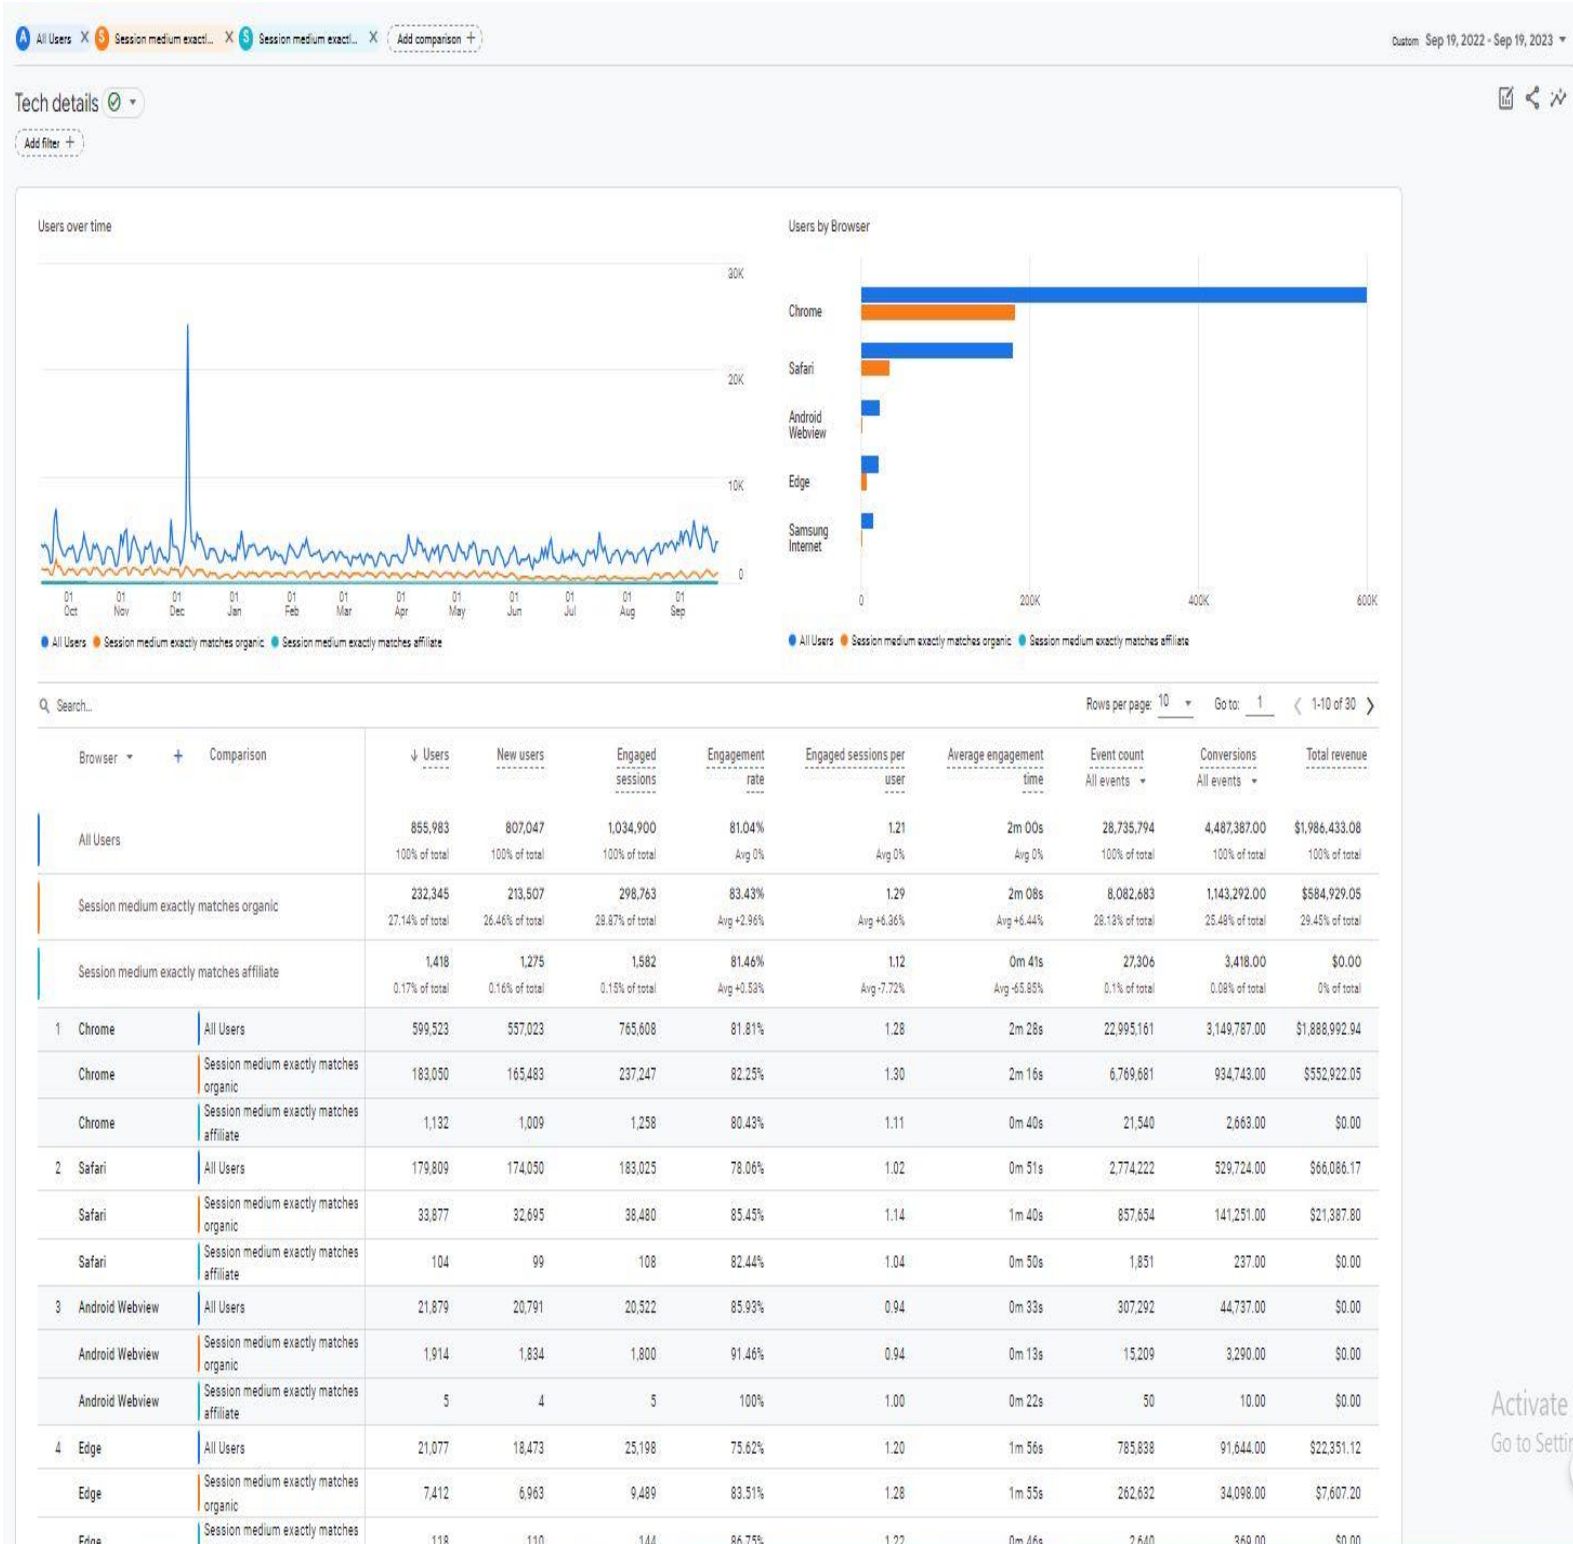 All Users X Session medium exactl... X Session medium exactl... X Add comparison +
Custom Sep 19, 2022 - Sep 19, 2023
Tech details
Add filter +
Users over time
30K
20K
10K
0
01 Oct 01 Nov 01 Dec 01 Jan 01 Feb 01 Mar 01 Apr 01 May 01 Jun 01 Jul 01 Aug 01 Sep
All Users Session medium exactly matches organic Session medium exactly matches affiliate
Users by Browser
Chrome
Safari
Android
Webview
Edge
Samsung
Internet
0 200K 400K 600K
All Users Session medium exactly matches organic Session medium exactly matches affiliate
Search... Rows per page: 10 Go to: 1 < 1-10 of 30 >
Browser + Comparison ↓ Users New users Engaged sessions Engagement rate Engaged sessions per user Average engagement time Event count All events Conversions All events Total revenue
All Users 855,983 807,047 1,034,900 81.04% 1.21 2m 00s 28,735,794 4,487,387.00 $1,986,433.08
100% of total 100% of total 100% of total Avg 0% Avg 0% Avg 0% 100% of total 100% of total 100% of total
Session medium exactly matches organic 232,345 213,507 298,763 83.43% 1.29 2m 08s 8,082,683 1,143,292.00 $584,929.05
27.14% of total 26.46% of total 28.87% of total Avg +2.96% Avg +6.36% Avg +6.44% 28.13% of total 25.48% of total 29.45% of total
Session medium exactly matches affiliate 1,418 1,275 1,582 81.46% 1.12 0m 41s 27,306 3,418.00 $0.00
0.17% of total 0.16% of total 0.15% of total Avg +0.53% Avg -7.72% Avg -65.85% 0.1% of total 0.08% of total 0% of total
1 Chrome All Users 599,523 557,023 765,608 81.81% 1.28 2m 28s 22,995,161 3,149,787.00 $1,888,992.94
Chrome Session medium exactly matches organic 183,050 165,483 237,247 82.25% 1.30 2m 16s 6,769,681 934,743.00 $552,922.05
Chrome Session medium exactly matches affiliate 1,132 1,009 1,258 80.43% 1.11 0m 40s 21,540 2,663.00 $0.00
2 Safari All Users 179,809 174,050 183,025 78.06% 1.02 0m 51s 2,774,222 529,724.00 $66,086.17
Safari Session medium exactly matches organic 33,877 32,695 38,480 85.45% 1.14 1m 40s 857,654 141,251.00 $21,387.80
Safari Session medium exactly matches affiliate 104 99 108 82.44% 1.04 0m 50s 1,851 237.00 $0.00
3 Android Webview All Users 21,879 20,791 20,522 85.93% 0.94 0m 33s 307,292 44,737.00 $0.00
Android Webview Session medium exactly matches organic 1,914 1,834 1,800 91.46% 0.94 0m 13s 15,209 3,290.00 $0.00
Android Webview Session medium exactly matches affiliate 5 4 5 100% 1.00 0m 22s 50 10.00 $0.00
4 Edge All Users 21,077 18,473 25,198 75.62% 1.20 1m 56s 785,838 91,644.00 $22,351.12
Edge Session medium exactly matches organic 7,412 6,963 9,489 83.51% 1.28 1m 55s 262,632 34,098.00 $7,607.20
Edge Session medium exactly matches 118 110 144 86.75% 1.22 0m 46s 2,640 369.00 $0.00
Activate
Go to Settin